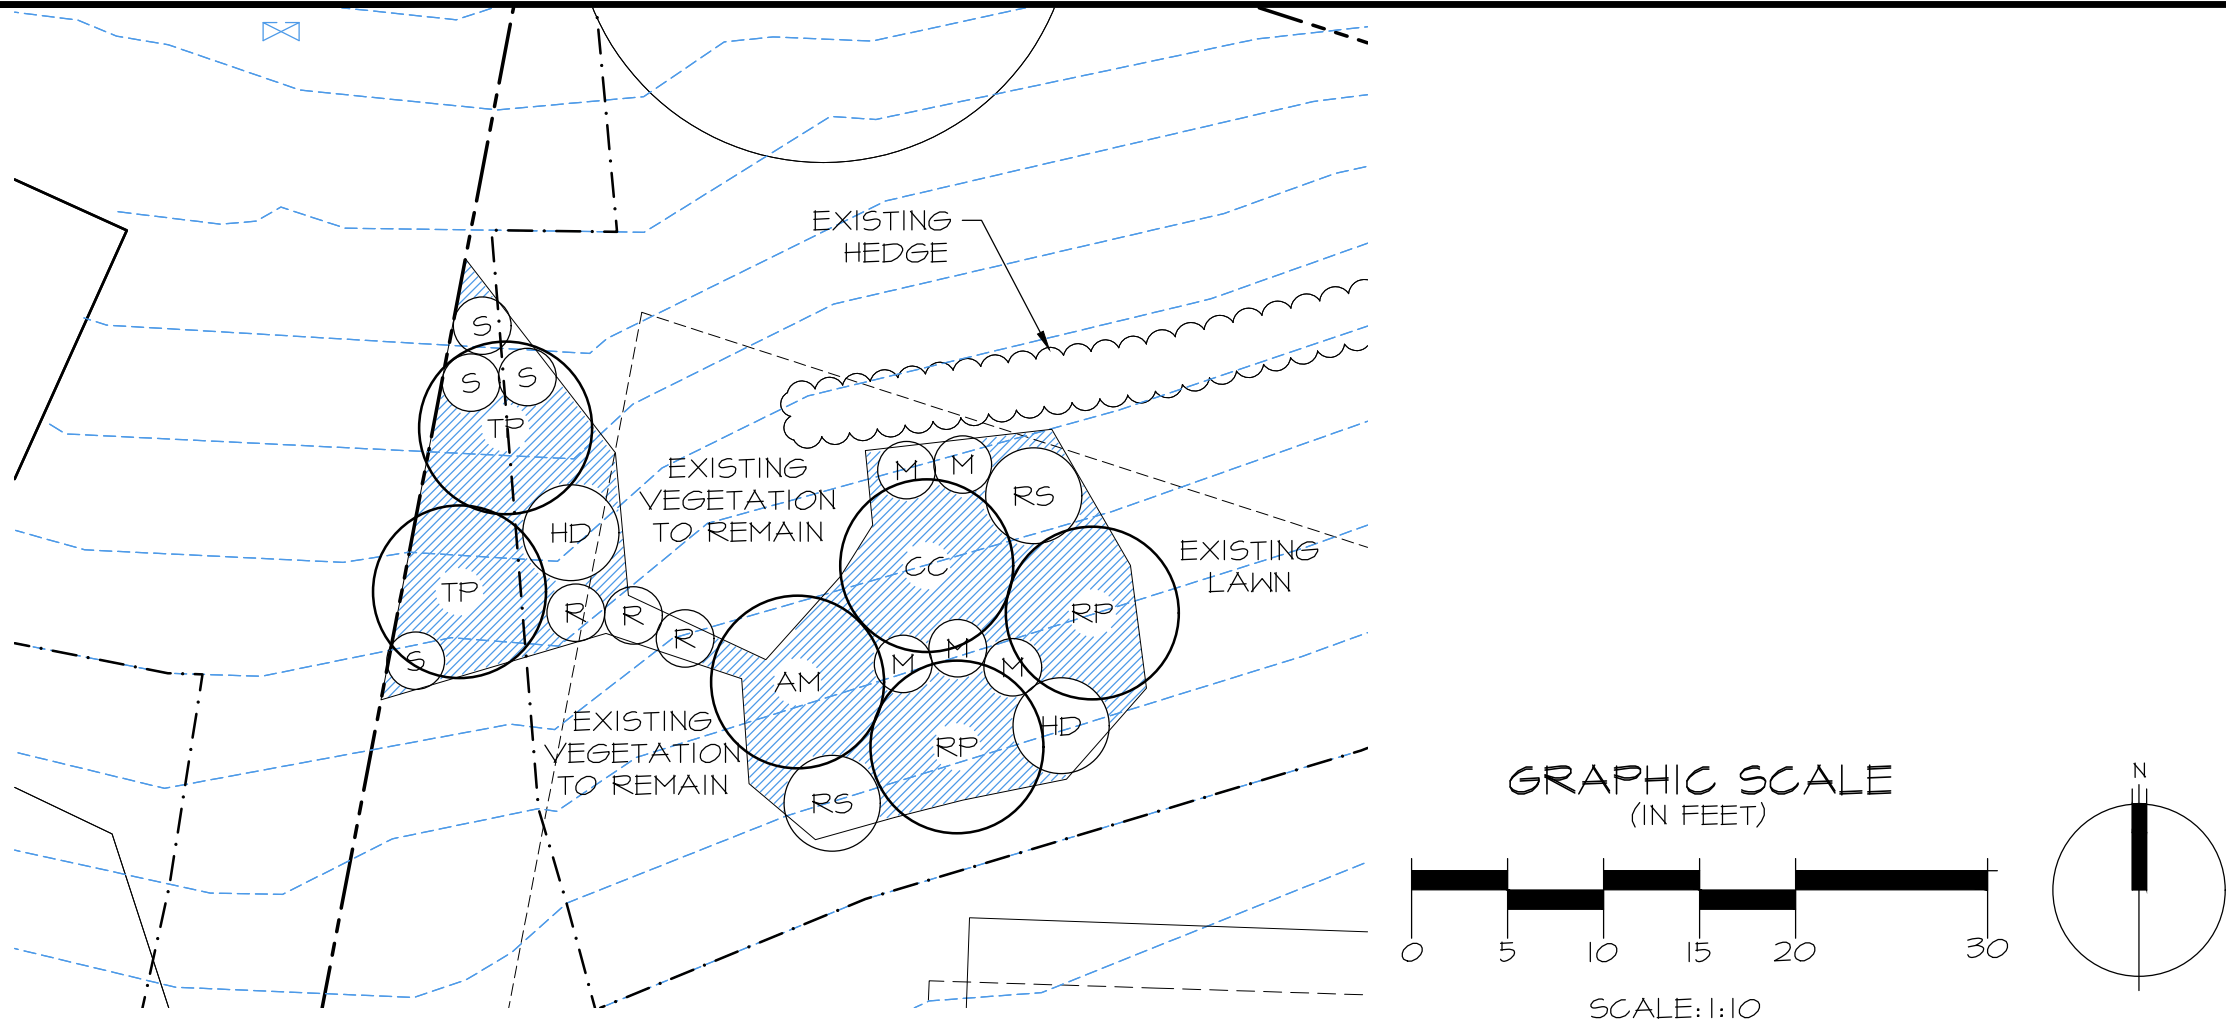 EXISTING
HEDGE
S
S
S
TP
EXISTING
VEGETATION
TO REMAIN
M
M
RS
HD
CC
EXISTING
LAWN
TP
R
R
R
RP
S
M
M
M
AM
EXISTING
VEGETATION
TO REMAIN
HD
RP
RS
GRAPHIC SCALE
(IN FEET)
0 5 10 15 20 30
SCALE: 1:10
N